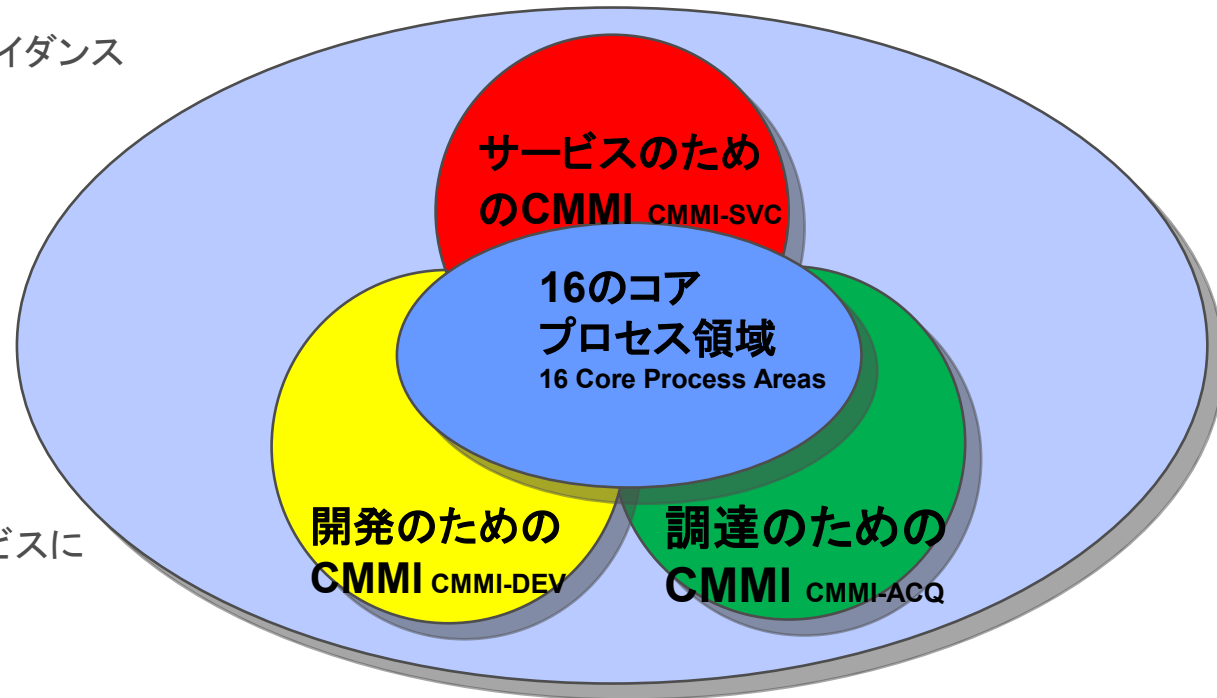 イダンス
サービスのため
のCMMI CMMI-SVC
16のコア
プロセス領域
16 Core Process Areas
開発のための
CMMI CMMI-DEV
調達のための
CMMI CMMI-ACQ
ビスに